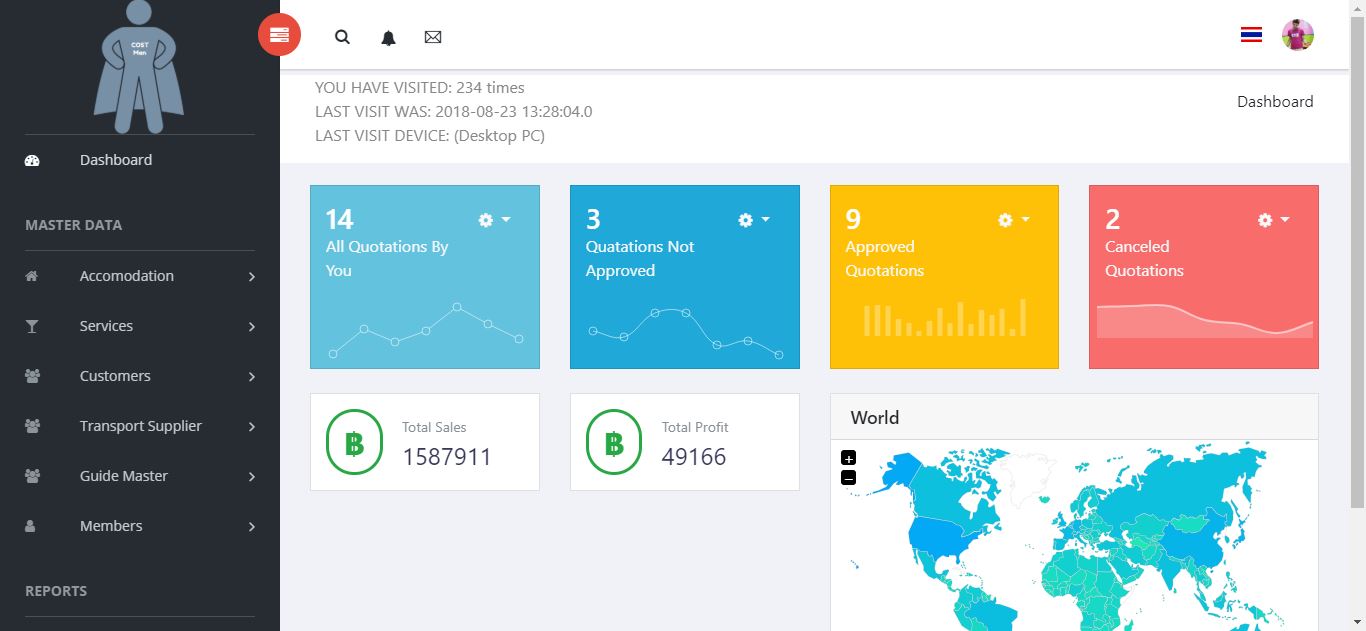 COST
Men
Dashboard
MASTER DATA
Accomodation
Services
Customers
Transport Supplier
Guide Master
Members
REPORTS
YOU HAVE VISITED: 234 times
LAST VISIT WAS: 2018-08-23 13:28:04.0
LAST VISIT DEVICE: (Desktop PC)
Dashboard
14
All Quotations By
You
3
Quatations Not
Approved
9
Approved
Quotations
2
Canceled
Quotations
Total Sales
1587911
Total Profit
49166
World
+
−